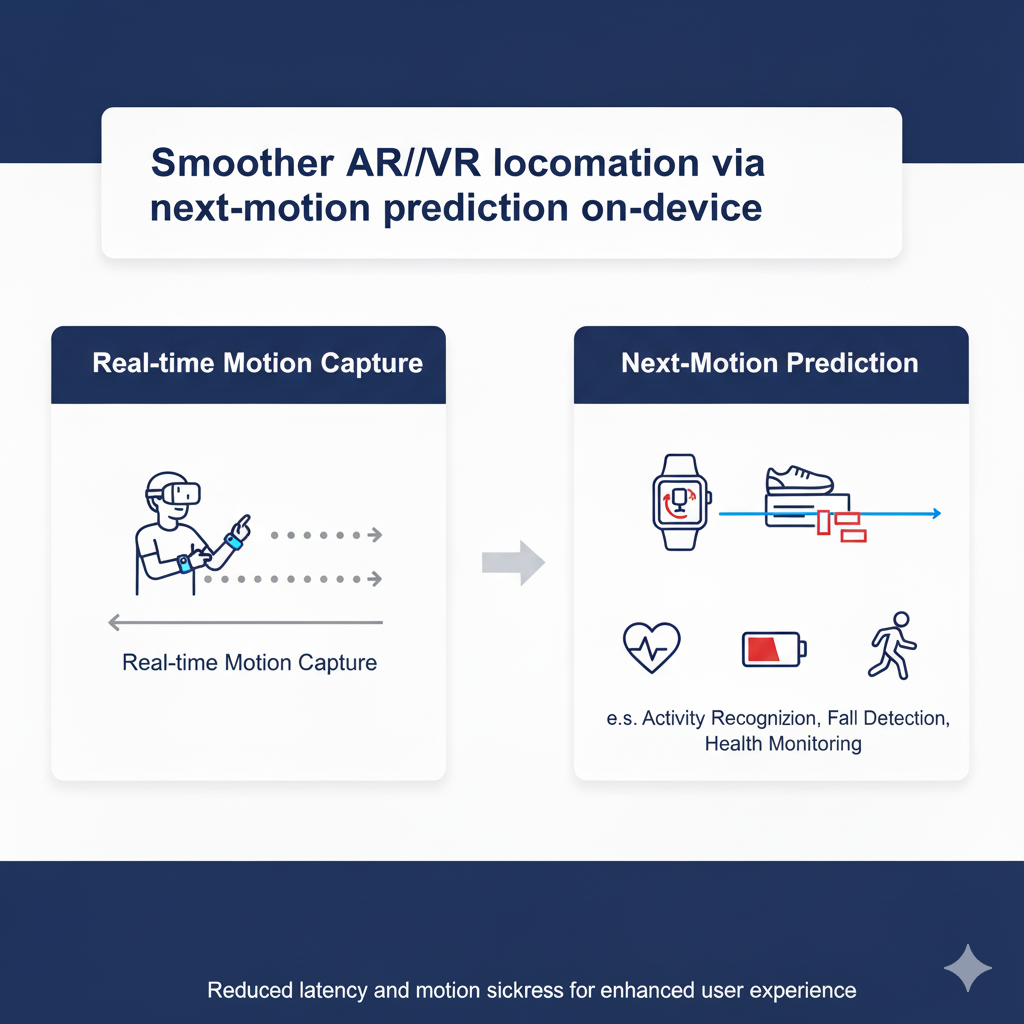 Smoother AR//VR locomation via
next-motion prediction on-device
Real-time Motion Capture
Real-time Motion Capture
Next-Motion Prediction
e.s. Activity Recognizion, Fall Detection,
Health Monitoring
Reduced latency and motion sickress for enhanced user experience